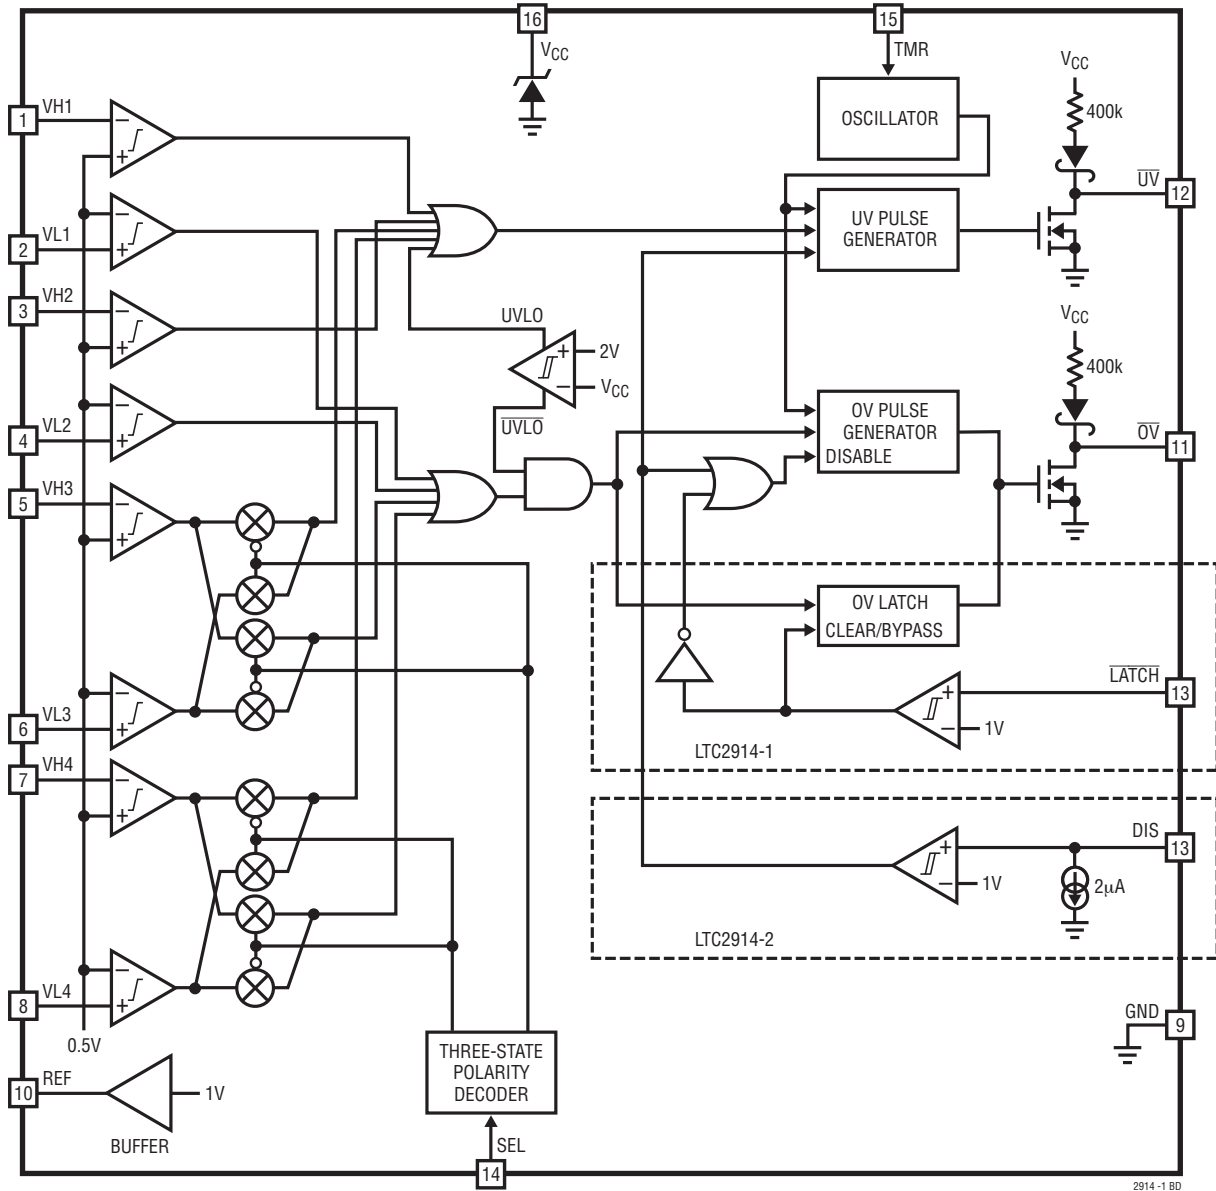 16
VCC
15
TMR
1
VH1
−
+
OSCILLATOR
VCC
400k
UV
12
−
+
2
VL1
UV PULSE
GENERATOR
3
VH2
−
+
UVLO
+
2V
−
VCC
UVLO
VCC
400k
OV
11
−
+
4
VL2
OV PULSE
GENERATOR
DISABLE
5
VH3
−
+
OV LATCH
CLEAR/BYPASS
LATCH
13
+
−
1V
LTC2914-1
−
+
6
VL3
7
VH4
−
+
DIS
13
+
−
1V
2µA
LTC2914-2
−
+
8
VL4
0.5V
GND
9
10
REF
1V
BUFFER
THREE-STATE
POLARITY
DECODER
SEL
14
2914 -1 BD